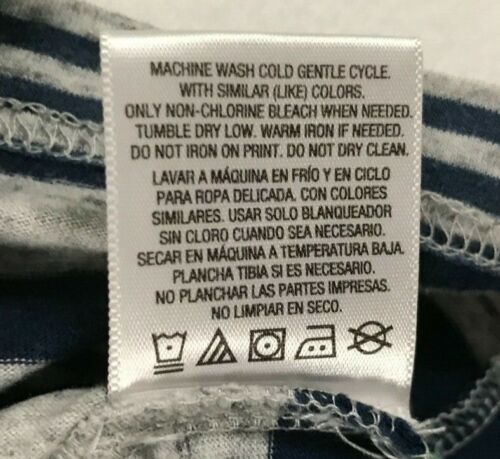 MACHINE WASH COLD GENTLE CYCLE.
WITH SIMILAR (LIKE) COLORS.
ONLY NON-CHLORINE BLEACH WHEN NEEDED.
TUMBLE DRY LOW. WARM IRON IF NEEDED.
DO NOT IRON ON PRINT. DO NOT DRY CLEAN.
LAVAR A MÁQUINA EN FRÍO Y EN CICLO
PARA ROPA DELICADA. CON COLORES
SIMILARES. USAR SOLO BLANQUEADOR
SIN CLORO CUANDO SEA NECESARIO.
SECAR EN MÁQUINA A TEMPERATURA BAJA.
PLANCHA TIBIA SI ES NECESARIO.
NO PLANCHAR LAS PARTES IMPRESAS.
NO LIMPIAR EN SECO.